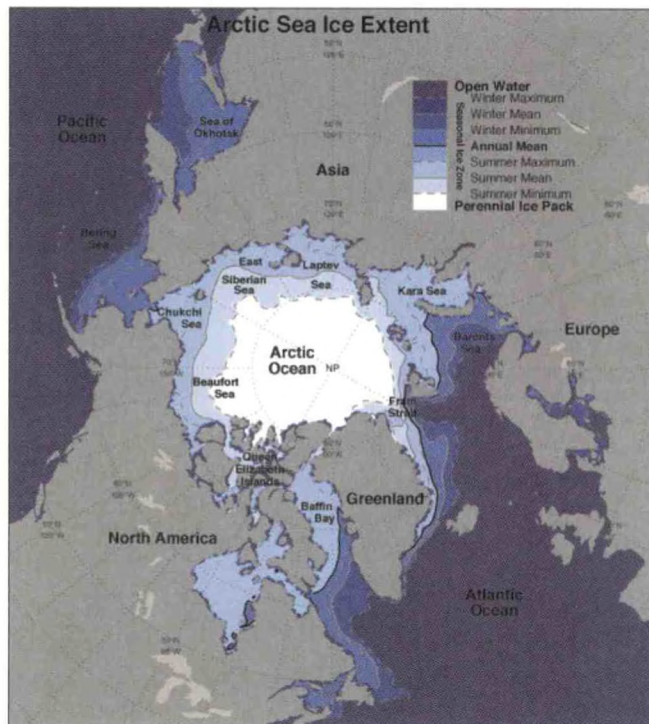 Arctic Sea Ice Extent
Open Water
Winter Maximum
Winter Mean
Winter Minimum
Annual Mean
Summer Maximum
Summer Mean
Summer Minimum
Perennial Ice Pack
Seasonal Ice Zone
Pacific
Ocean
Sea of
Okhotsk
Asia
Bering
Sea
East
Siberian
Sea
Laptev
Sea
Kara Sea
Chukchi
Sea
Barents
Sea
Europe
Arctic
Ocean
NP
Beaufort
Sea
Fram
Strait
Queen
Elizabeth
Islands
Greenland
Baffin
Bay
North America
Atlantic
Ocean